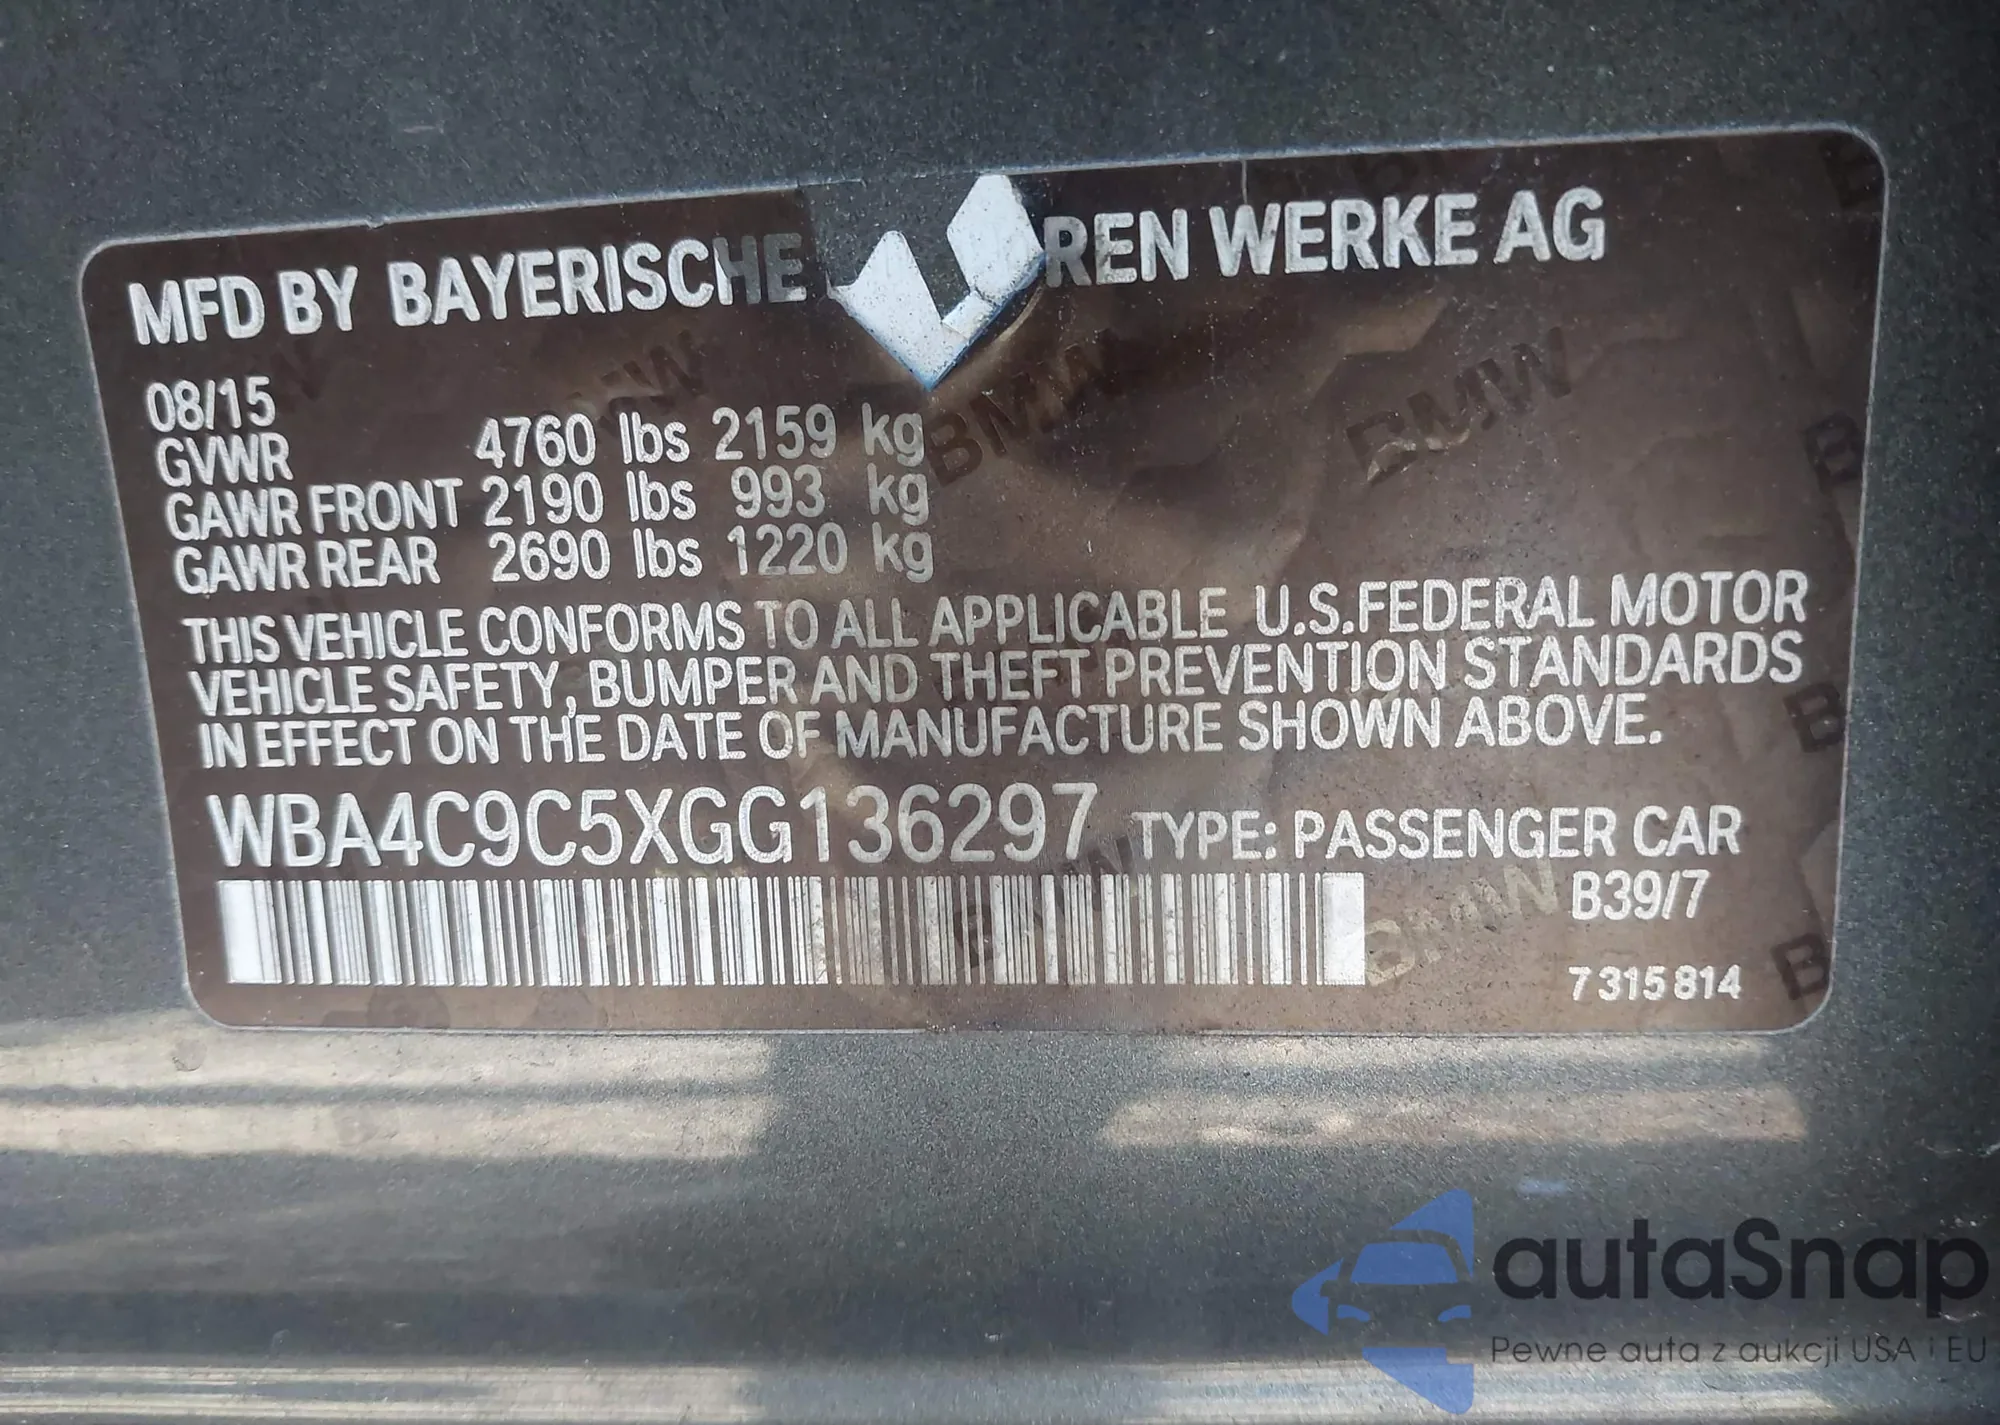 MFD BY BAYERISCHE REN WERKE AG
08/15
GVWR 4760 lbs 2159 kg
GAWR FRONT 2190 lbs 993 kg
GAWR REAR 2690 lbs 1220 kg
THIS VEHICLE CONFORMS TO ALL APPLICABLE U.S.FEDERAL MOTOR
VEHICLE SAFETY, BUMPER AND THEFT PREVENTION STANDARDS
IN EFFECT ON THE DATE OF MANUFACTURE SHOWN ABOVE.
WBA4C9C5XGG136297 TYPE: PASSENGER CAR
B39/7
7 315 814
autaSnap
Pewne auta z aukcji USA i EU